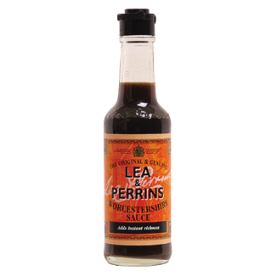 THE ORIGINAL & GENUINE
LEA
&
PERRINS
WORCESTERSHIRE
SAUCE
Adds instant richness